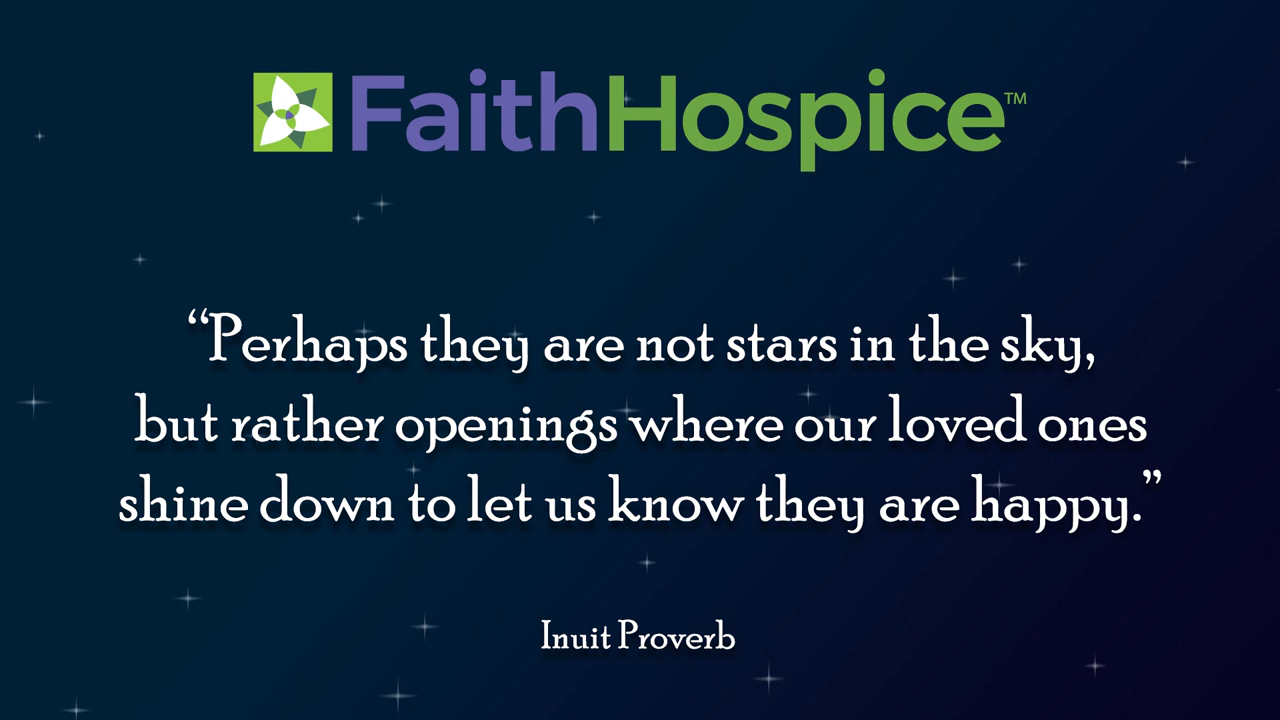 FaithHospice™
“Perhaps they are not stars in the sky,
but rather openings where our loved ones
shine down to let us know they are happy.”
Inuit Proverb